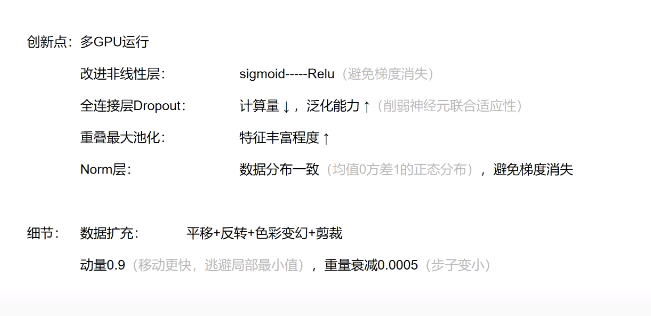 创新点：多GPU运行
改进非线性层： sigmoid-----Relu（避免梯度消失）
全连接层Dropout： 计算量↓，泛化能力↑（削弱神经元联合适应性）
重叠最大池化： 特征丰富程度↑
Norm层： 数据分布一致（均值0方差1的正态分布），避免梯度消失
细节： 数据扩充： 平移+反转+色彩变幻+剪裁
动量0.9（移动更快，逃避局部最小值），重量衰减0.0005（步子变小）